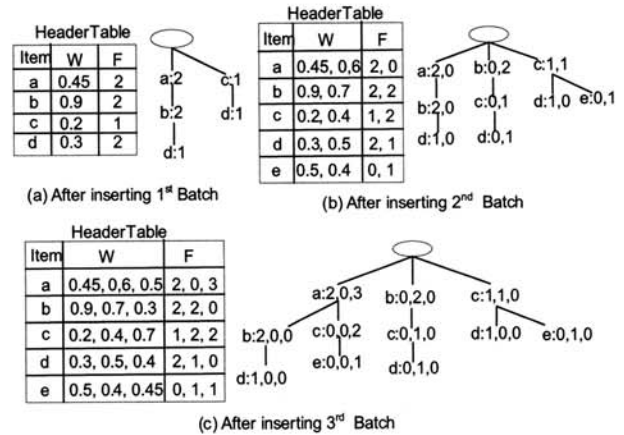 HeaderTable
Item W F
a 0.45 2
b 0.9 2
c 0.2 1
d 0.3 2
a:2 c:1
b:2 d:1
d:1
(a) After inserting 1st Batch
HeaderTable
Item W F
a 0.45, 0,6 2, 0
b 0.9, 0.7 2, 2
c 0.2, 0.4 1, 2
d 0.3, 0.5 2, 1
e 0.5, 0.4 0, 1
a:2,0 b:0,2 c:1,1
b:2,0 c:0,1 d:1,0 e:0,1
d:1,0 d:0,1
(b) After inserting 2nd Batch
HeaderTable
Item W F
a 0.45, 0,6, 0.5 2, 0, 3
b 0.9, 0.7, 0.3 2, 2, 0
c 0.2, 0.4, 0.7 1, 2, 2
d 0.3, 0.5, 0.4 2, 1, 0
e 0.5, 0.4, 0.45 0, 1, 1
a:2,0,3 b:0,2,0 c:1,1,0
b:2,0,0 c:0,0,2 c:0,1,0 d:1,0,0 e:0,1,0
d:1,0,0 e:0,0,1 d:0,1,0
(c) After inserting 3rd Batch